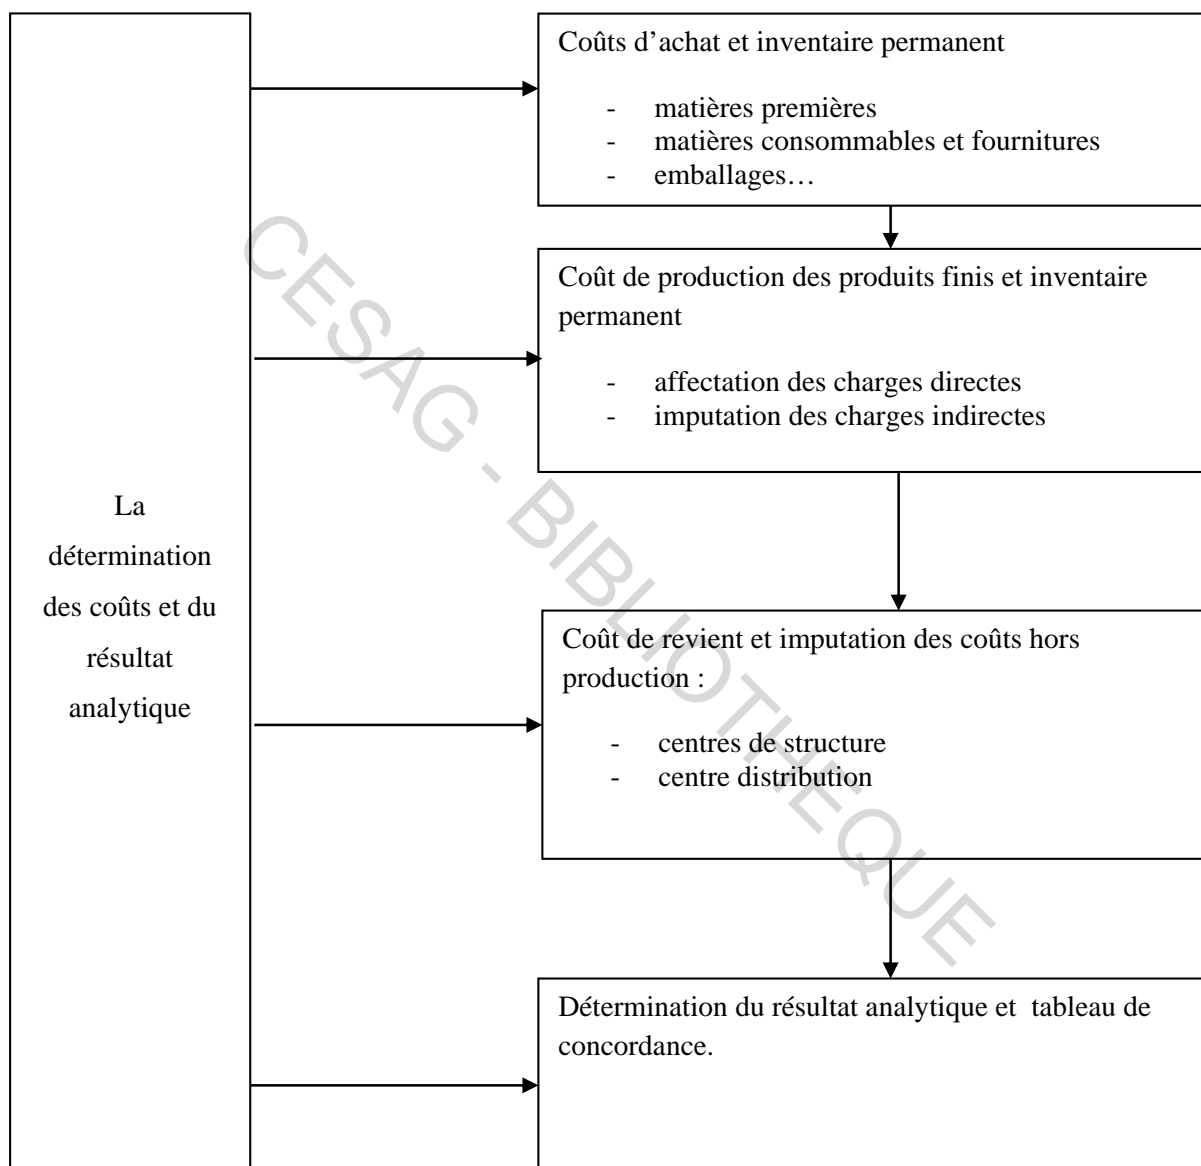 Coûts d’achat et inventaire permanent
- matières premières
- matières consommables et fournitures
- emballages…
Coût de production des produits finis et inventaire
permanent
- affectation des charges directes
- imputation des charges indirectes
La
détermination
des coûts et du
résultat
analytique
Coût de revient et imputation des coûts hors
production :
- centres de structure
- centre distribution
Détermination du résultat analytique et tableau de
concordance.
CESAG - BIBLIOTHEQUE